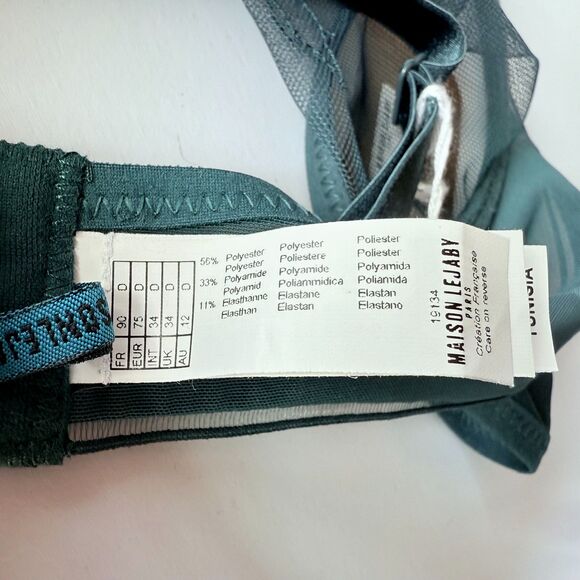 FR 90 D
EUR 75 D
INT 34 D
UK 34 D
AU 12 D
56% Polyester Polyester Poliester
Polyester Poliestere Poliester
33% Polyamide Polyamide Polyamida
Polyamid Poliammidica Poliamida
11% Elasthanne Elastane Elastan
Elasthan Elastano Elastano
19134
MAISON LEJABY
PARIS
Création Française
Care on reverse
TUNISIA